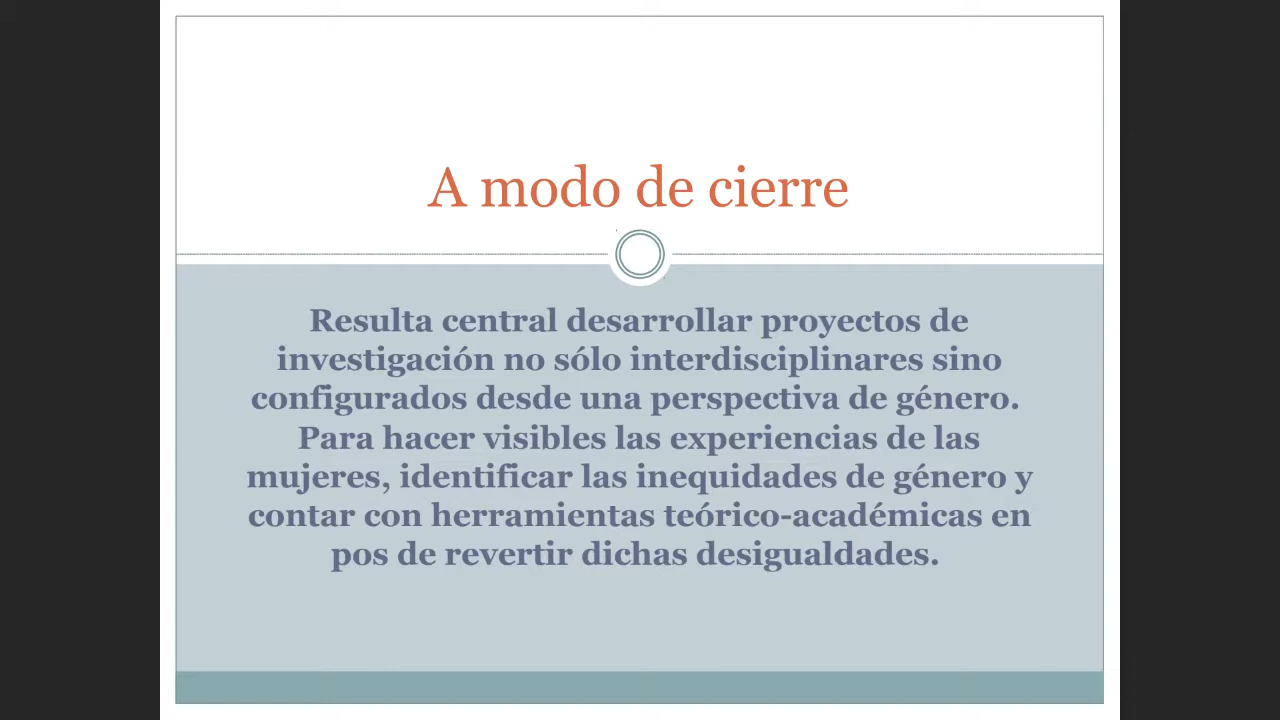 A modo de cierre
Resulta central desarrollar proyectos de
investigación no sólo interdisciplinares sino
configurados desde una perspectiva de género.
Para hacer visibles las experiencias de las
mujeres, identificar las inequidades de género y
contar con herramientas teórico-académicas en
pos de revertir dichas desigualdades.